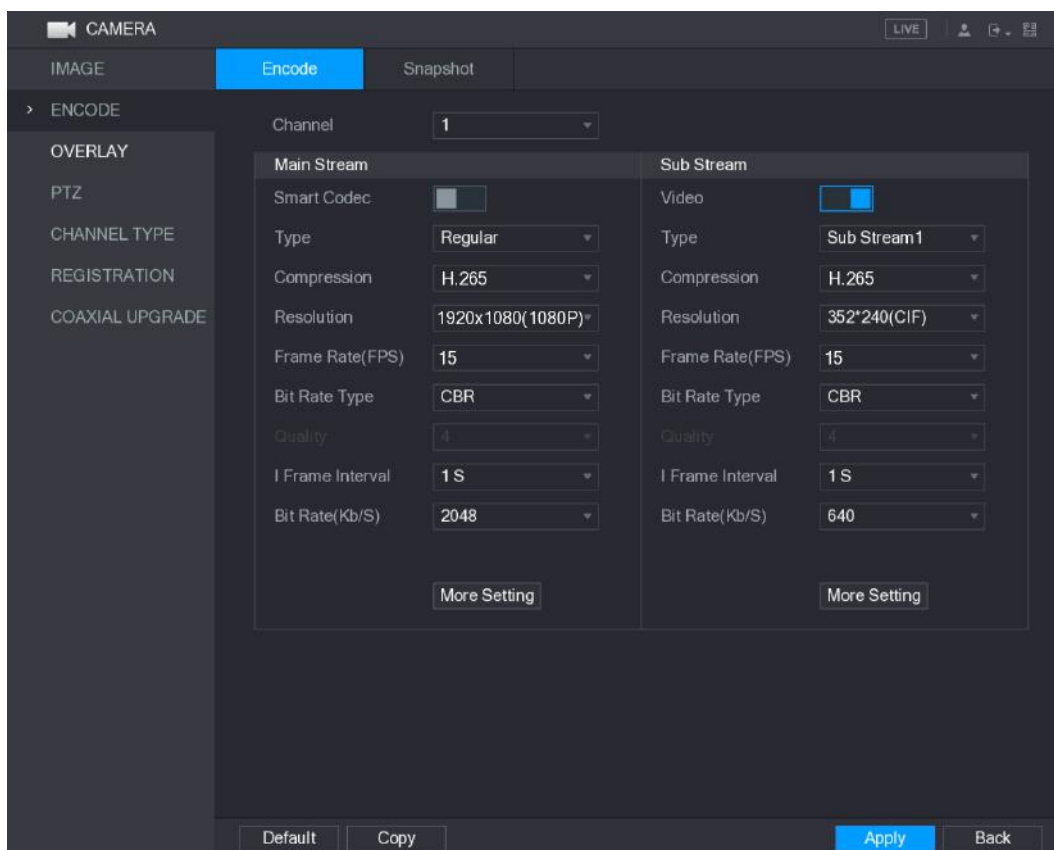 CAMERA
LIVE
IMAGE
Encode Snapshot
> ENCODE
Channel 1
OVERLAY
Main Stream Sub Stream
PTZ
Smart Codec Video
CHANNEL TYPE
Type Regular Type Sub Stream1
REGISTRATION
Compression H.265 Compression H.265
COAXIAL UPGRADE
Resolution 1920x1080(1080P) Resolution 352*240(CIF)
Frame Rate(FPS) 15 Frame Rate(FPS) 15
Bit Rate Type CBR Bit Rate Type CBR
Quality 4 Quality 4
I Frame Interval 1 S I Frame Interval 1 S
Bit Rate(Kb/S) 2048 Bit Rate(Kb/S) 640
More Setting More Setting
Default Copy Apply Back